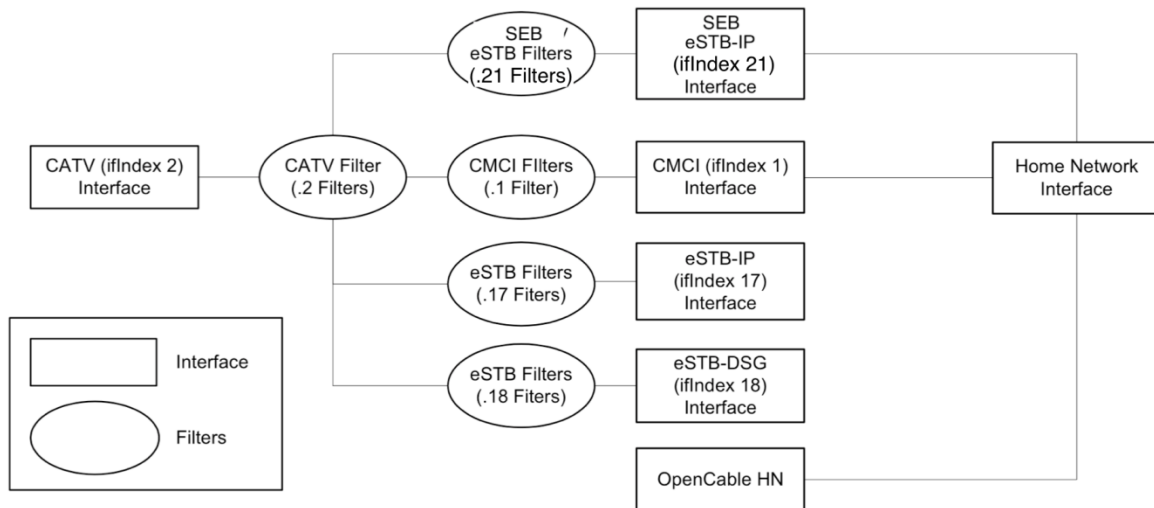 SEB
eSTB Filters
(.21 Filters)
SEB
eSTB-IP
(ifIndex 21)
Interface
CATV (ifIndex 2)
Interface
CATV Filter
(.2 Filters)
CMCI FIlters
(.1 Filter)
CMCI (ifIndex 1)
Interface
Home Network
Interface
eSTB Filters
(.17 Fiters)
eSTB-IP
(ifIndex 17)
Interface
eSTB Filters
(.18 Fiters)
eSTB-DSG
(ifIndex 18)
Interface
OpenCable HN
Interface
Filters